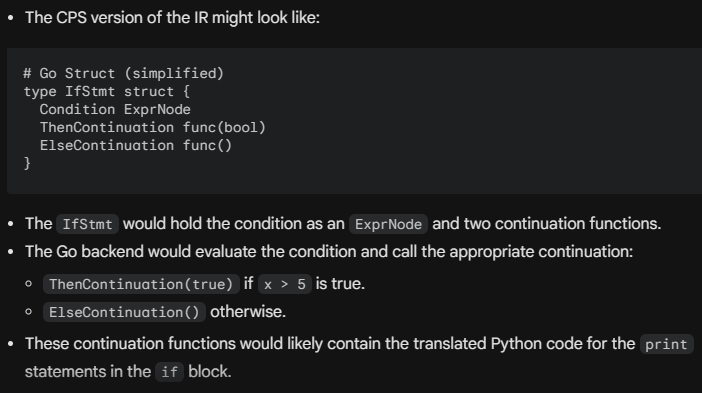 • The CPS version of the IR might look like:
# Go Struct (simplified)
type IfStmt struct {
  Condition ExprNode
  ThenContinuation func(bool)
  ElseContinuation func()
}
• The IfStmt would hold the condition as an ExprNode and two continuation functions.
• The Go backend would evaluate the condition and call the appropriate continuation:
◦ ThenContinuation(true) if x > 5 is true.
◦ ElseContinuation() otherwise.
• These continuation functions would likely contain the translated Python code for the print
statements in the if block.